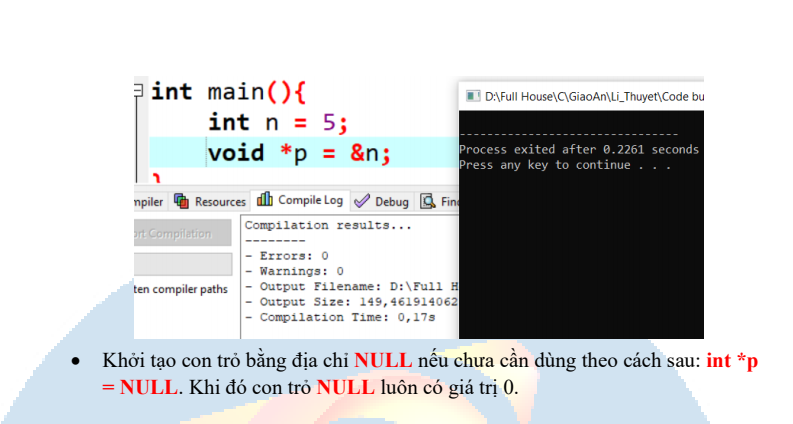 int main(){
D:\Full House\C\GiaoAn\Li_Thuyet\Code bu
int n = 5;
void *p = &n;
}
--------------------------------
Process exited after 0.2261 seconds
Press any key to continue . . .
mpiler Resources Compile Log Debug Find
Compilation results...
--------
- Errors: 0
- Warnings: 0
- Output Filename: D:\Full H
- Output Size: 149,461914062
- Compilation Time: 0,17s
rt Compilation
ten compiler paths
• Khởi tạo con trỏ bằng địa chỉ NULL nếu chưa cần dùng theo cách sau: int *p
= NULL. Khi đó con trỏ NULL luôn có giá trị 0.